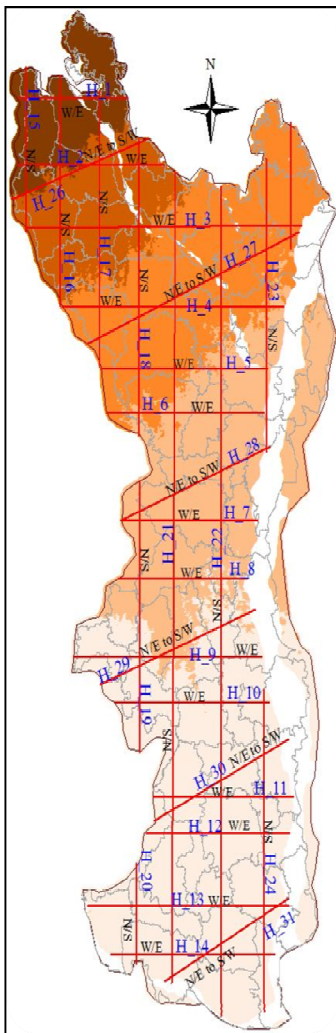 N
H_1
H_15
W/E
N/S
H_2
N/E to S/W
W/E
N/S
H_26
H_3
W/E
N/S
H_27
H_16
H_17
N/S
N/E to S/W
H_23
W/E
H_4
N/S
H_18
W/E
H_5
H_6
W/E
H_28
N/E to S/W
H_7
W/E
H_21
H_22
N/S
W/E
H_8
N/S
N/E to S/W
W/E
H_29
H_9
H_19
W/E
H_10
N/S
N/E to S/W
H_30
W/E
H_11
H_12
W/E
N/S
H_20
H_24
H_13
W/E
H_31
N/S
W/E
H_14
N/E to S/W